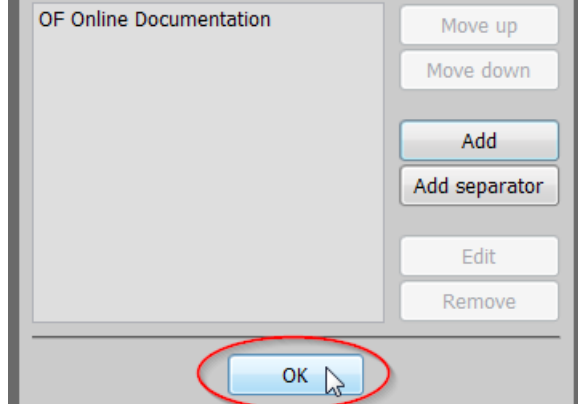 OF Online Documentation
Move up
Move down
Add
Add separator
Edit
Remove
OK